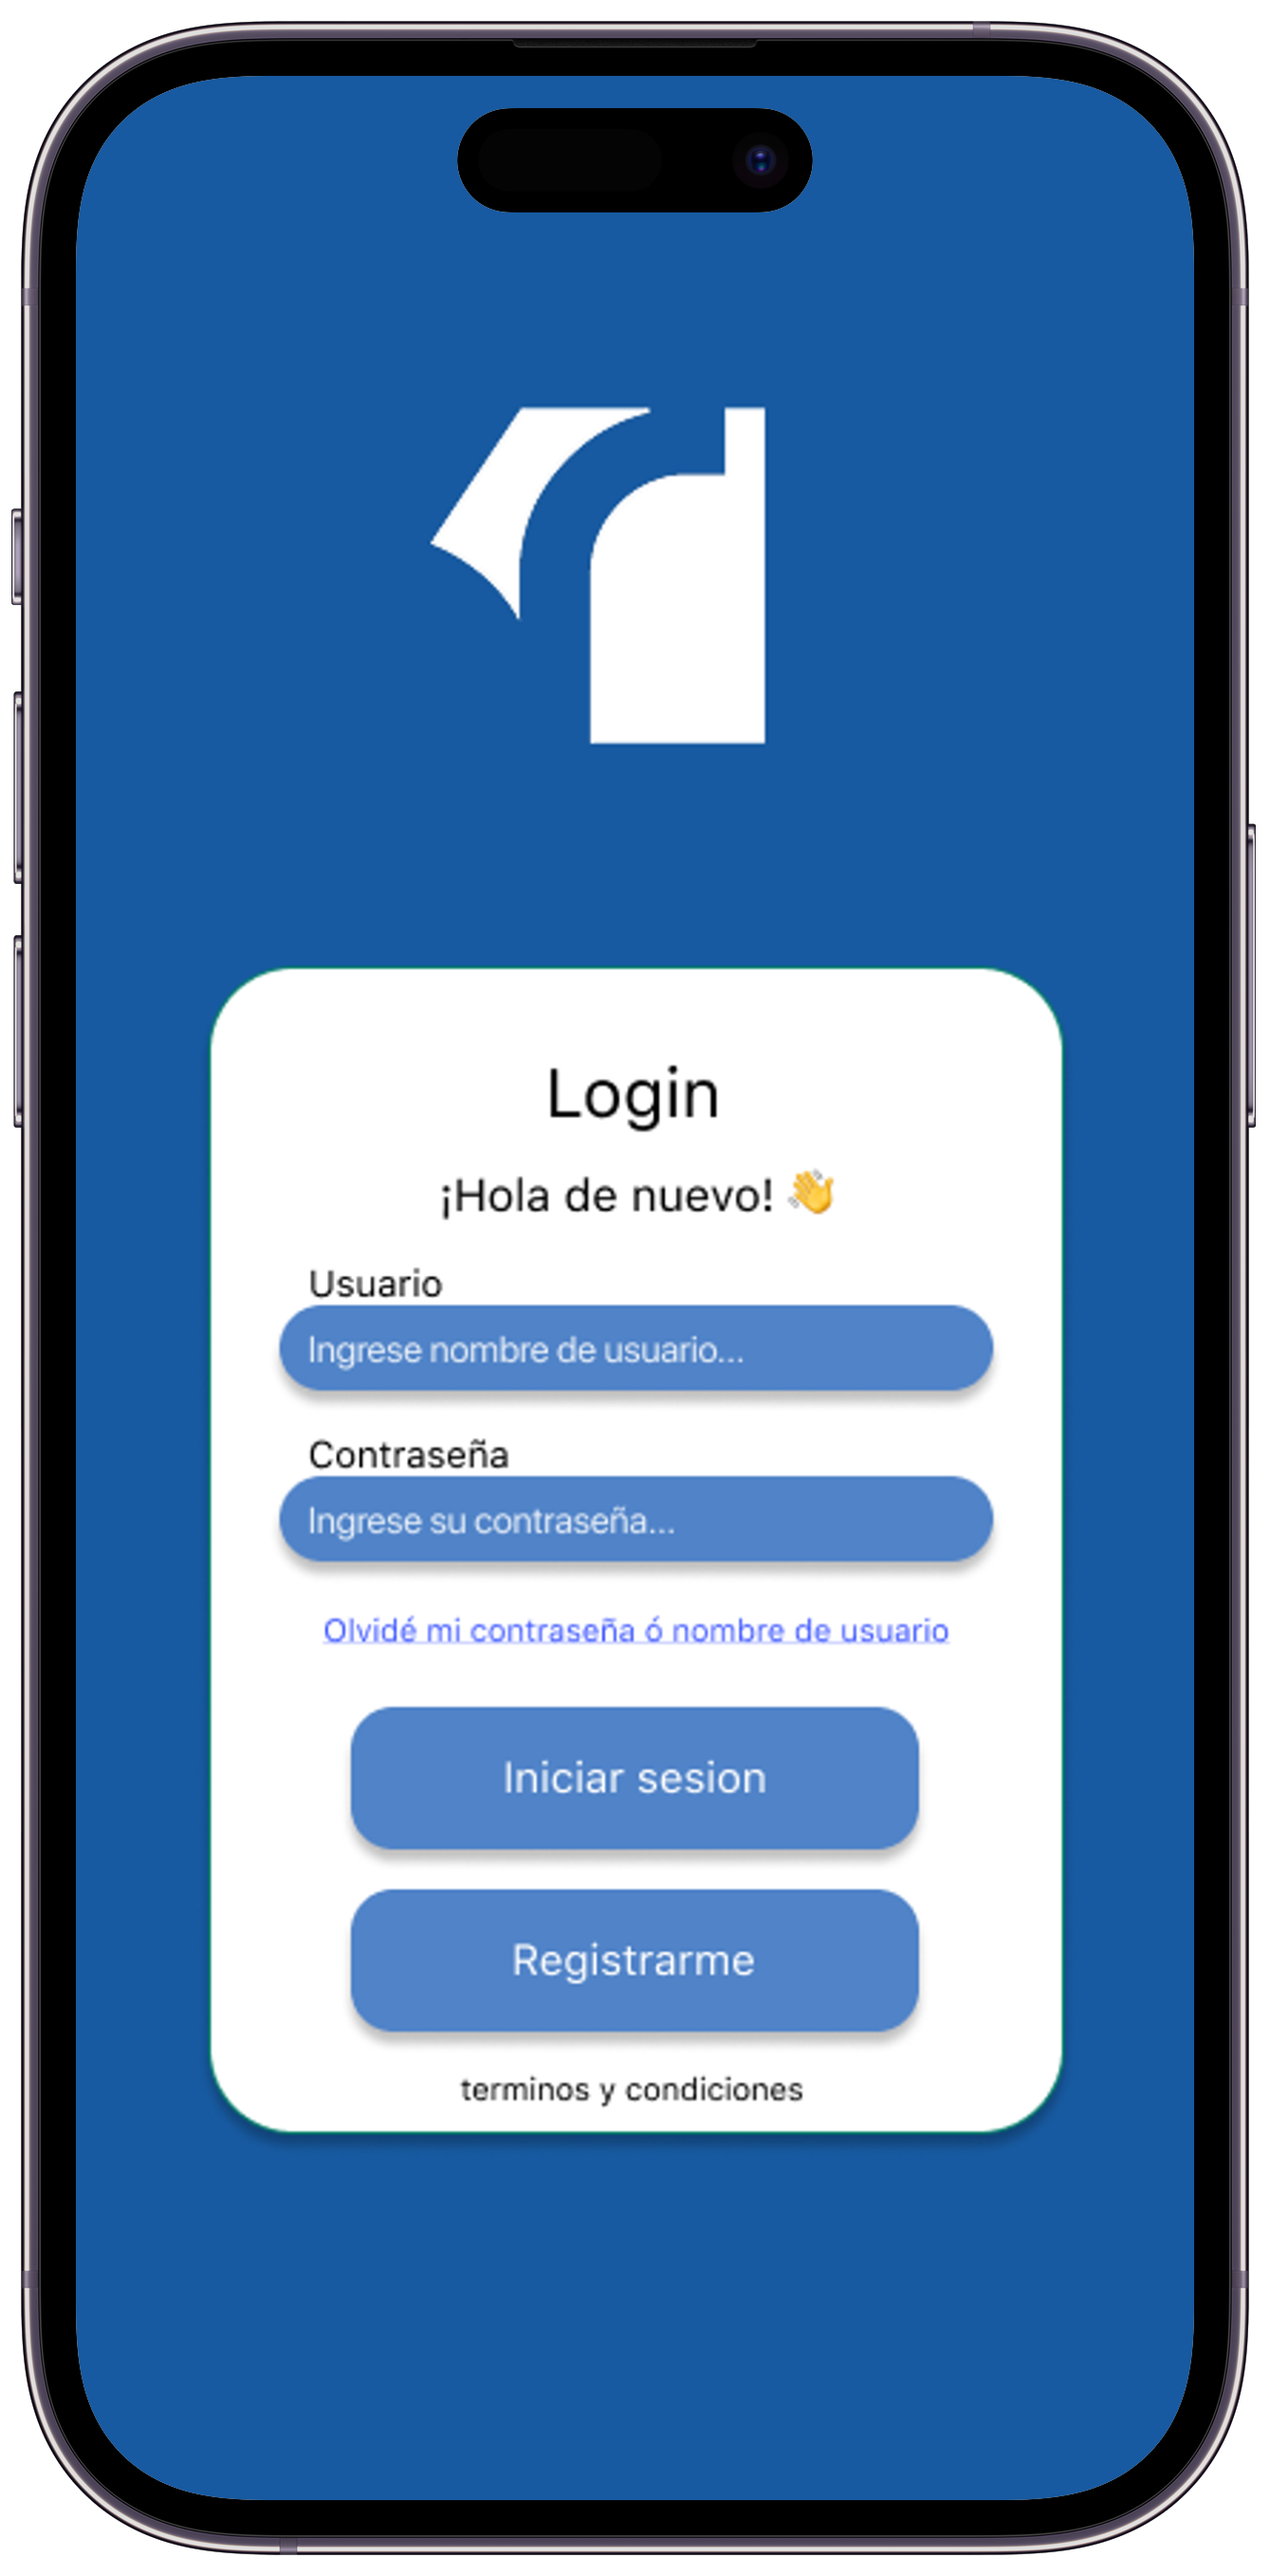 Login
¡Hola de nuevo! 👋
Usuario
Ingrese nombre de usuario...
Contraseña
Ingrese su contraseña...
Olvidé mi contraseña ó nombre de usuario
Iniciar sesion
Registrarme
terminos y condiciones